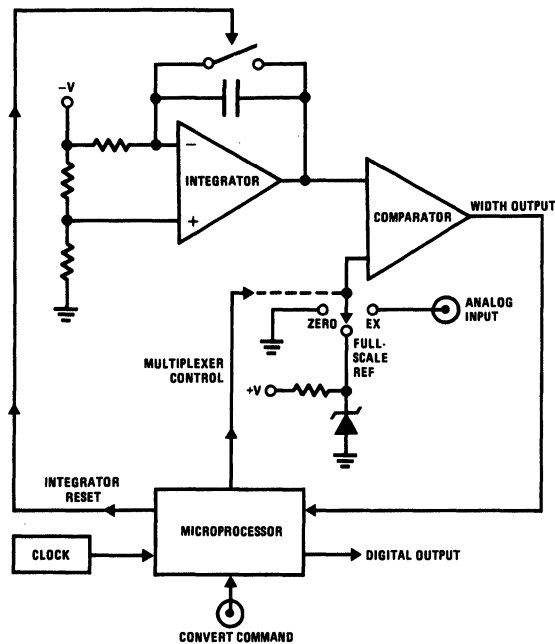 –V
–
+
INTEGRATOR
COMPARATOR
WIDTH OUTPUT
ZERO
EX
ANALOG
INPUT
FULL-
SCALE
REF
MULTIPLEXER
CONTROL
+V
INTEGRATOR
RESET
MICROPROCESSOR
CLOCK
DIGITAL OUTPUT
CONVERT COMMAND